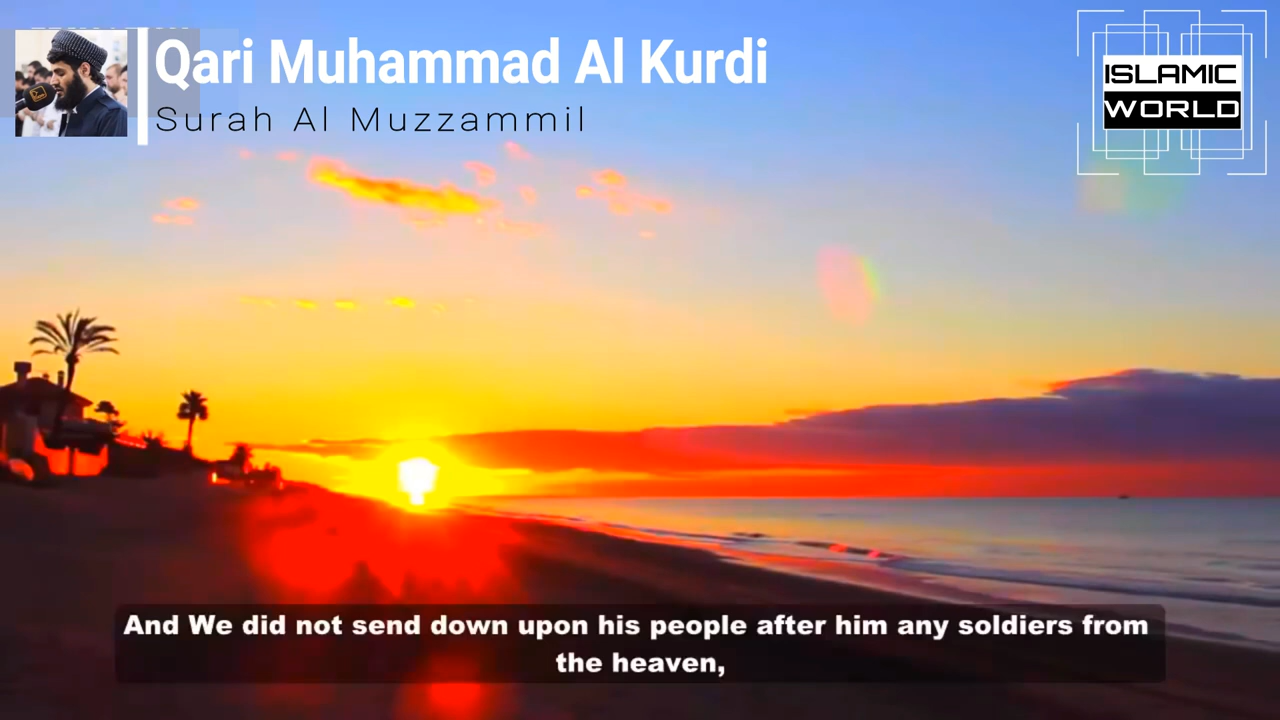 Qari Muhammad Al Kurdi
Surah Al Muzzammil
ISLAMIC
WORLD
And We did not send down upon his people after him any soldiers from
the heaven,